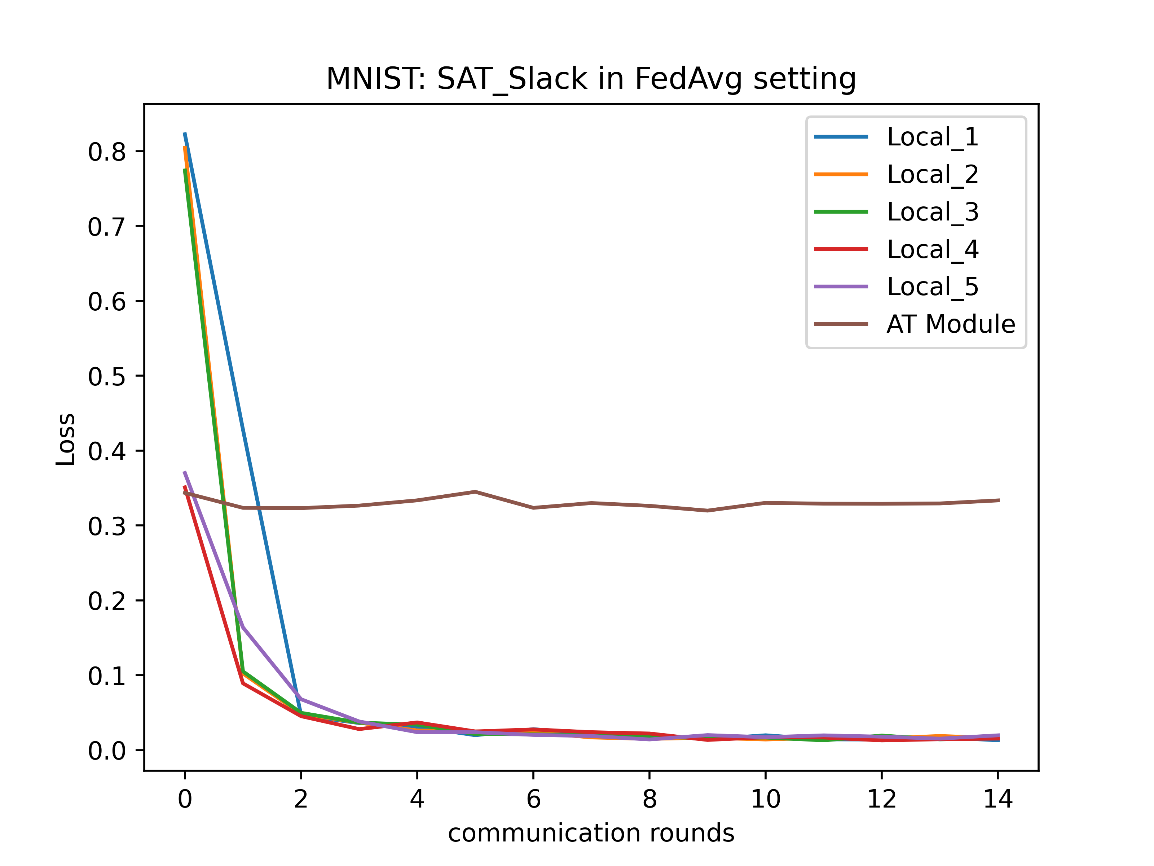 MNIST: SAT_Slack in FedAvg setting
Local_1
Local_2
Local_3
Local_4
Local_5
AT Module
Loss
0.8
0.7
0.6
0.5
0.4
0.3
0.2
0.1
0.0
0 2 4 6 8 10 12 14
communication rounds